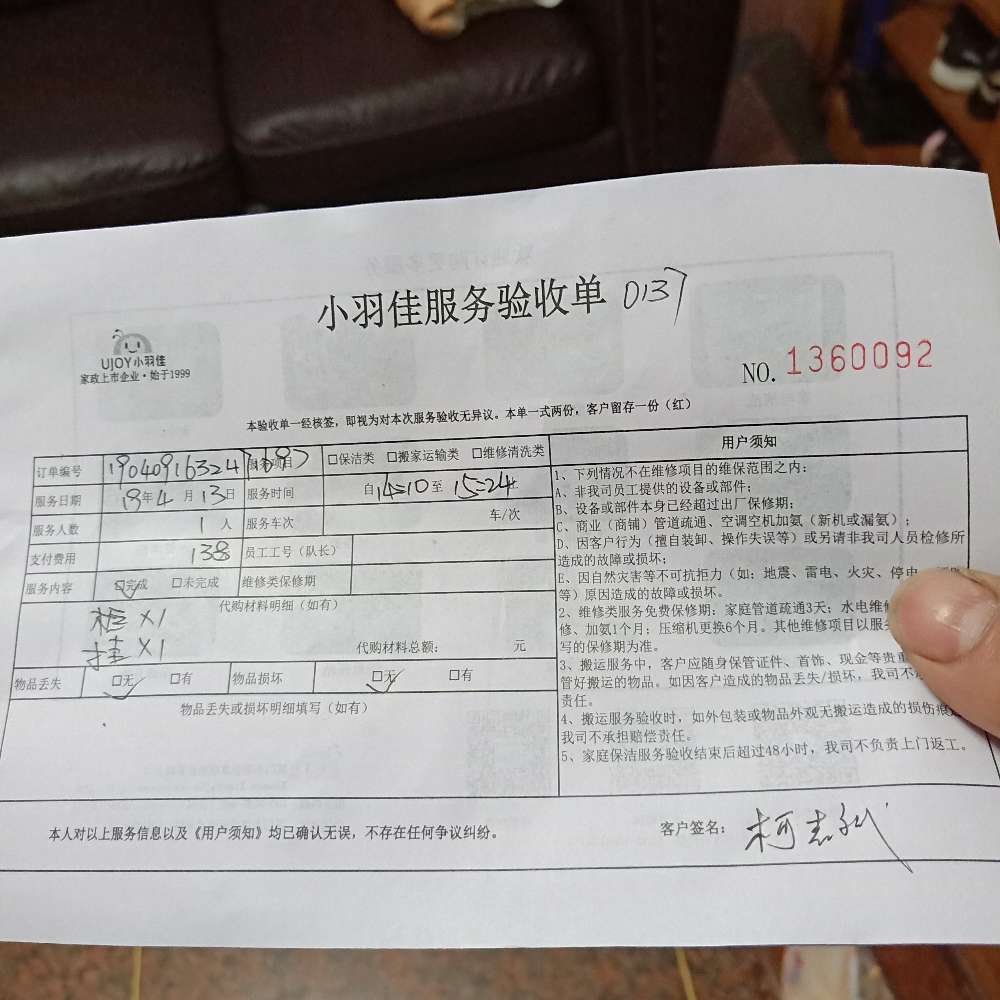 小羽佳服务验收单 0137
UJOY小羽佳
家政上市企业·始于1999
NO. 1360092
本验收单一经核签，即视为对本次服务验收无异议。本单一式两份，客户留存一份（红）
订单编号 19040916324 服务项目 □保洁类 □搬家运输类 □维修清洗类
服务日期 19年4月13日 服务时间 自14=10至15=24
服务人数 1人 服务车次 车/次
支付费用 138 员工工号（队长）
服务内容 ☑完成 □未完成 维修类保修期
代购材料明细（如有）
柜×1
挂×1
代购材料总额： 元
物品丢失 ☑无 □有 物品损坏 ☑无 □有
物品丢失或损坏明细填写（如有）
用户须知
1、下列情况不在维修项目的维保范围之内：
A、非我司员工提供的设备或部件；
B、设备或部件本身已经超过出厂保修期；
C、商业（商铺）管道疏通、空调空机加氨（新机或漏氨）；
D、因客户行为（擅自装卸、操作失误等）或另请非我司人员检修所
造成的故障或损坏；
E、因自然灾害等不可抗拒力（如：地震、雷电、火灾、停电
等）原因造成的故障或损坏。
2、维修类服务免费保修期：家庭管道疏通3天；水电维
修、加氨1个月；压缩机更换6个月。其他维修项目以服
写的保修期为准。
3、搬运服务中，客户应随身保管证件、首饰、现金等贵重
管好搬运的物品。如因客户造成的物品丢失/损坏，我司不
责任。
4、搬运服务验收时，如外包装或物品外观无搬运造成的损伤痕
我司不承担赔偿责任。
5、家庭保洁服务验收结束后超过48小时，我司不负责上门返工。
本人对以上服务信息以及《用户须知》均已确认无误，不存在任何争议纠纷。
客户签名： 柯志